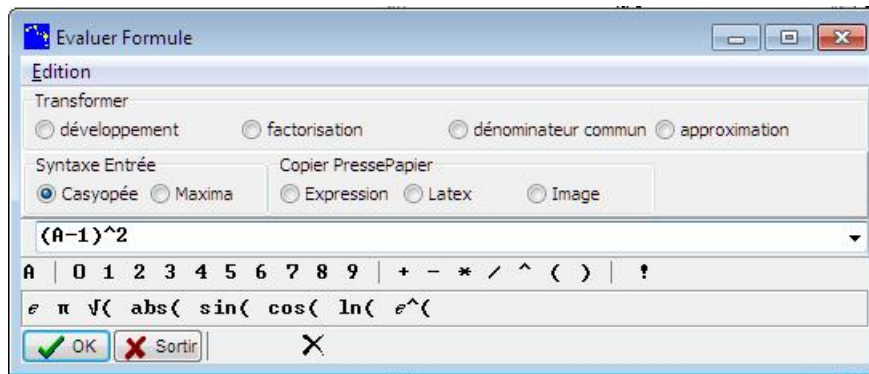 Evaluer Formule
Edition
Transformer
développement factorisation dénominateur commun approximation
Syntaxe Entrée Copier PressePapier
Casyopée Maxima Expression Latex Image
(A-1)^2
A | 0 1 2 3 4 5 6 7 8 9 | + - * / ^ ( ) | !
e π √( abs( sin( cos( ln( e^(
OK Sortir